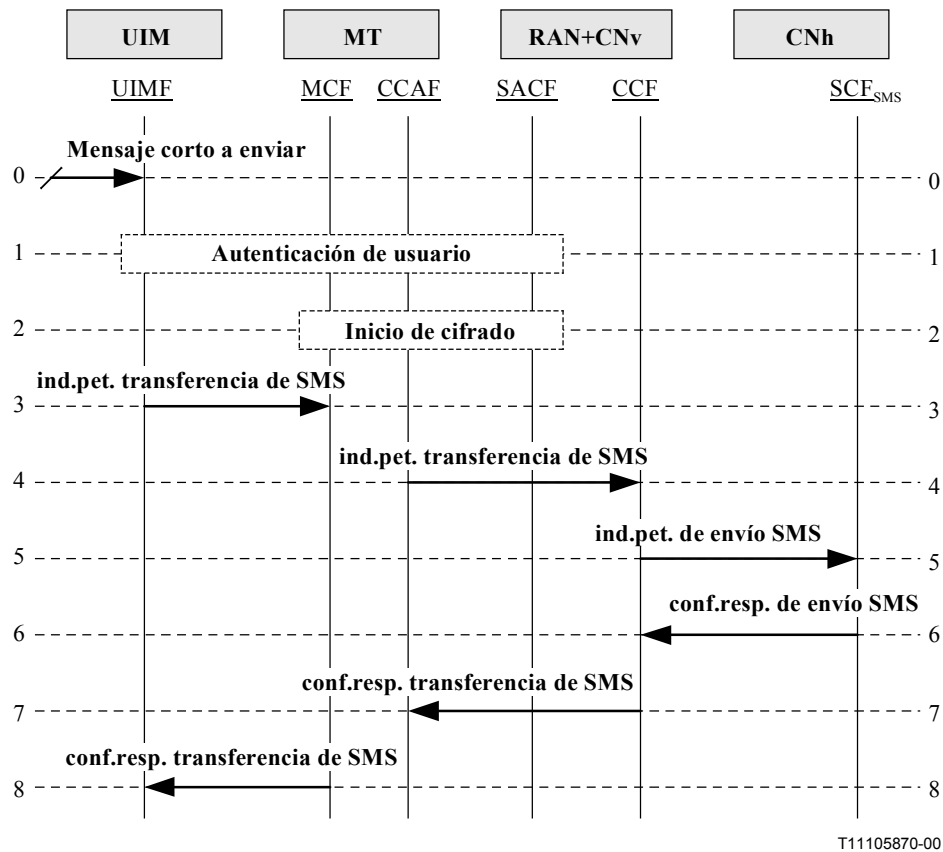 UIM MT RAN+CNv CNh
UIMF MCF CCAF SACF CCF SCF SMS
Mensaje corto a enviar
0 0
1 Autenticación de usuario 1
2 Inicio de cifrado 2
ind.pet. transferencia de SMS
3 3
ind.pet. transferencia de SMS
4 4
ind.pet. de envío SMS
5 5
conf.resp. de envío SMS
6 6
conf.resp. transferencia de SMS
7 7
conf.resp. transferencia de SMS
8 8
T11105870-00